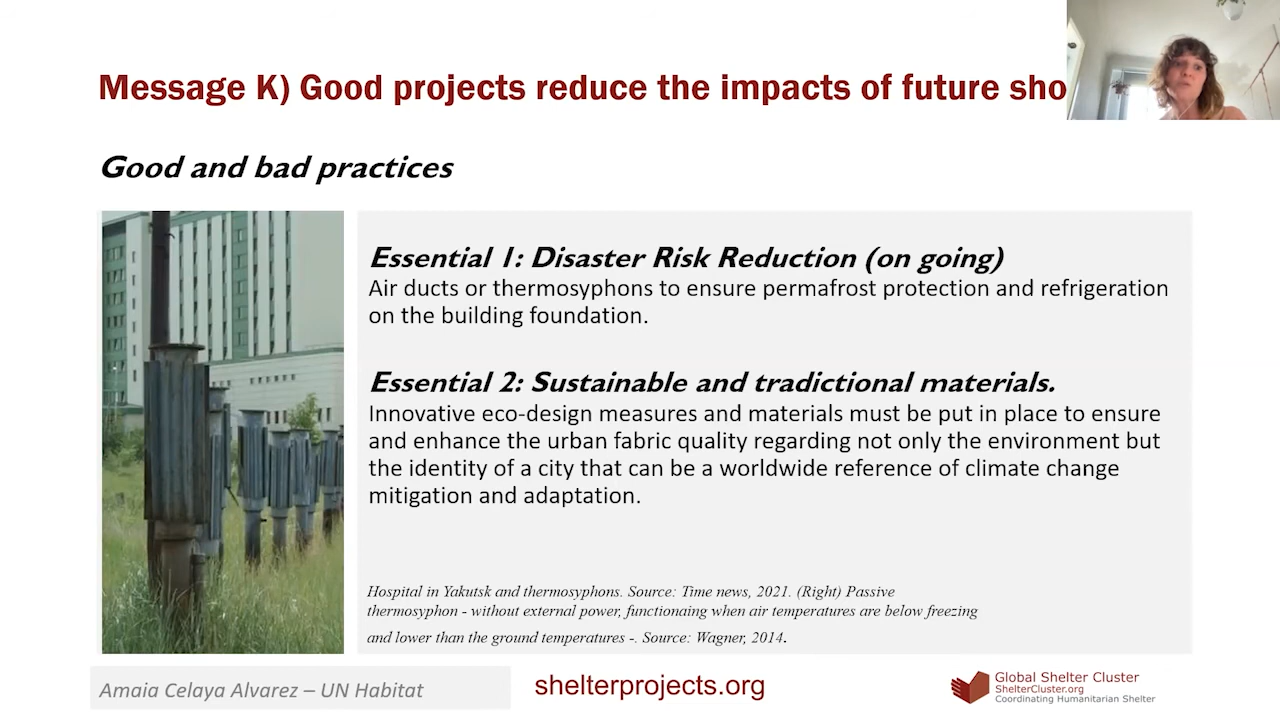 Message K) Good projects reduce the impacts of future sho
Good and bad practices
Essential 1: Disaster Risk Reduction (on going)
Air ducts or thermosyphons to ensure permafrost protection and refrigeration
on the building foundation.
Essential 2: Sustainable and tradictional materials.
Innovative eco-design measures and materials must be put in place to ensure
and enhance the urban fabric quality regarding not only the environment but
the identity of a city that can be a worldwide reference of climate change
mitigation and adaptation.
Hospital in Yakutsk and thermosyphons. Source: Time news, 2021. (Right) Passive
thermosyphon - without external power, functionaing when air temperatures are below freezing
and lower than the ground temperatures -. Source: Wagner, 2014.
Amaia Celaya Alvarez – UN Habitat
shelterprojects.org
Global Shelter Cluster
ShelterCluster.org
Coordinating Humanitarian Shelter